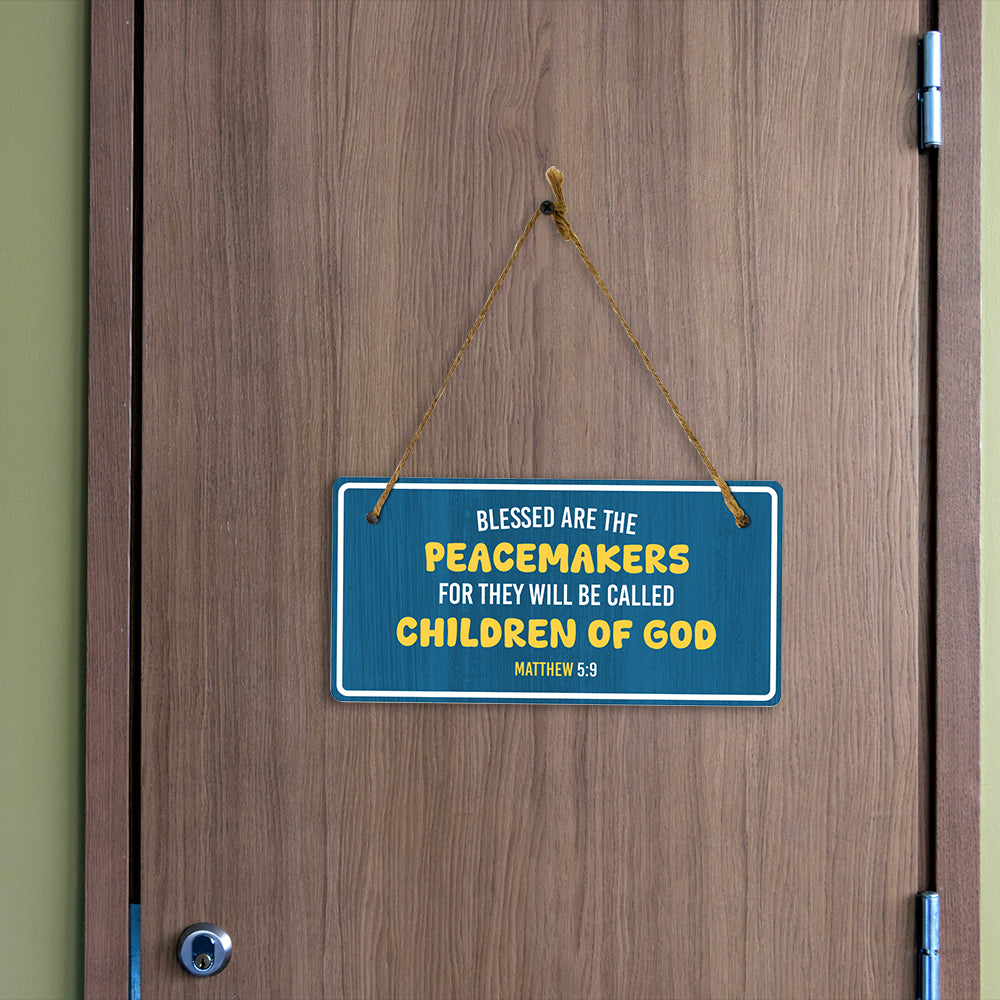 BLESSED ARE THE
PEACEMAKERS
FOR THEY WILL BE CALLED
CHILDREN OF GOD
MATTHEW 5:9